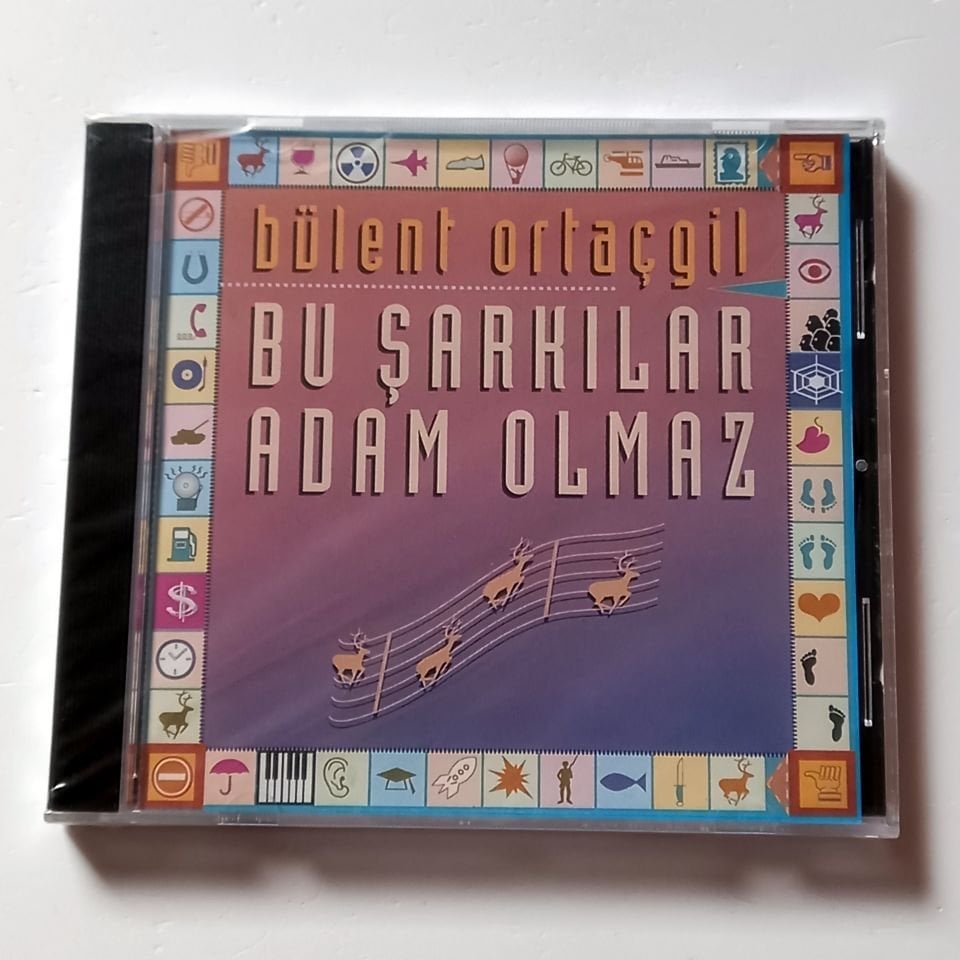 bülent ortaçgil
BU ŞARKILAR
ADAM OLMAZ